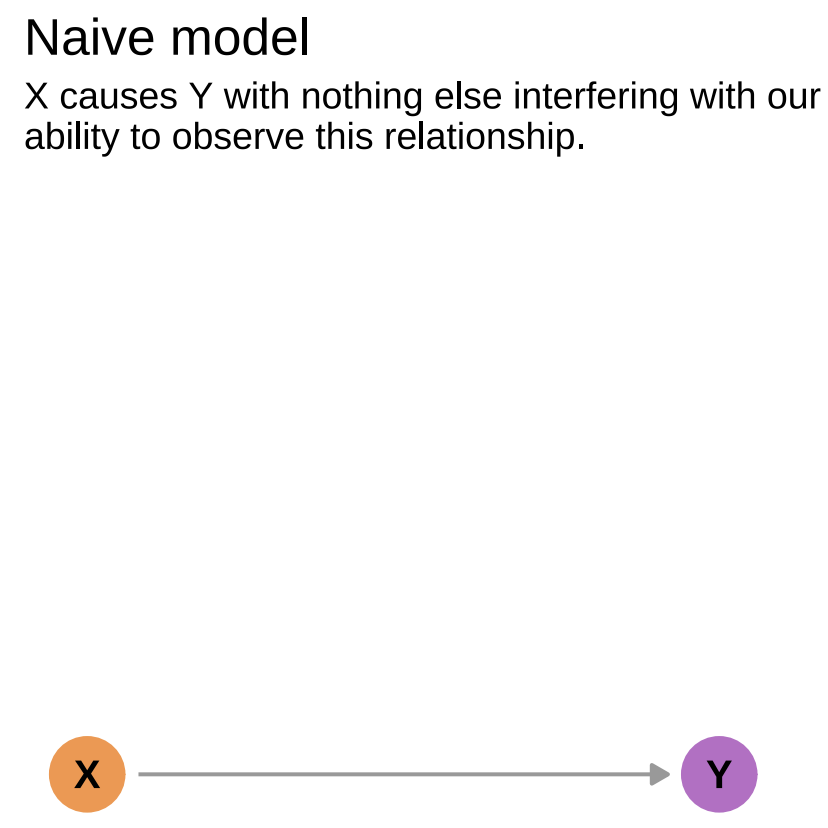 Naive model
X causes Y with nothing else interfering with our
ability to observe this relationship.
X
Y